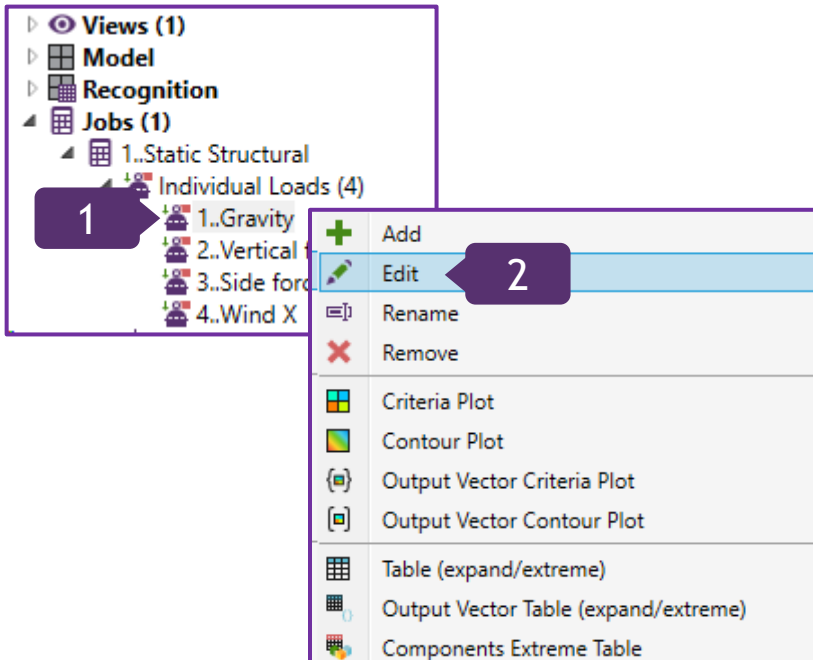 Views (1)
Model
Recognition
Jobs (1)
1..Static Structural
Individual Loads (4)
1
1..Gravity
2..Vertical
3..Side
4..Wind X
Add
Edit
2
Rename
Remove
Criteria Plot
Contour Plot
Output Vector Criteria Plot
Output Vector Contour Plot
Table (expand/extreme)
Output Vector Table (expand/extreme)
Components Extreme Table